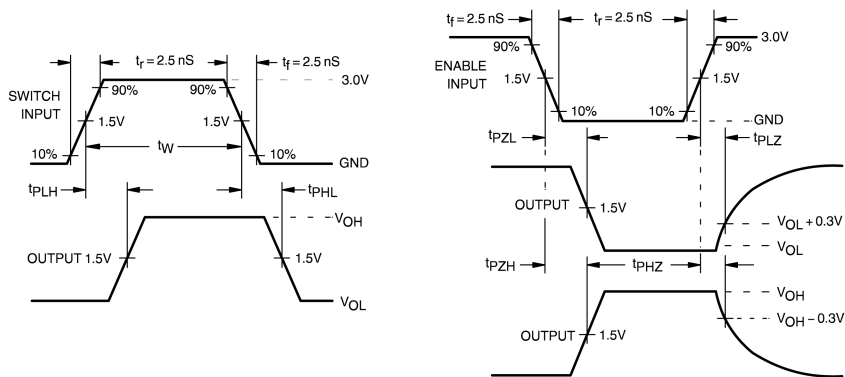 tr = 2.5 nS
tf = 2.5 nS
3.0V
90%
90%
SWITCH
INPUT
1.5V
1.5V
tW
10%
10%
GND
tPLH
tPHL
VOH
OUTPUT 1.5V
1.5V
VOL
tf = 2.5 nS
tr = 2.5 nS
3.0V
90%
90%
ENABLE
INPUT
1.5V
1.5V
10%
10%
GND
tPZL
tPLZ
OUTPUT
1.5V
VOL + 0.3V
VOL
tPZH
tPHZ
VOH
VOH – 0.3V
OUTPUT
1.5V